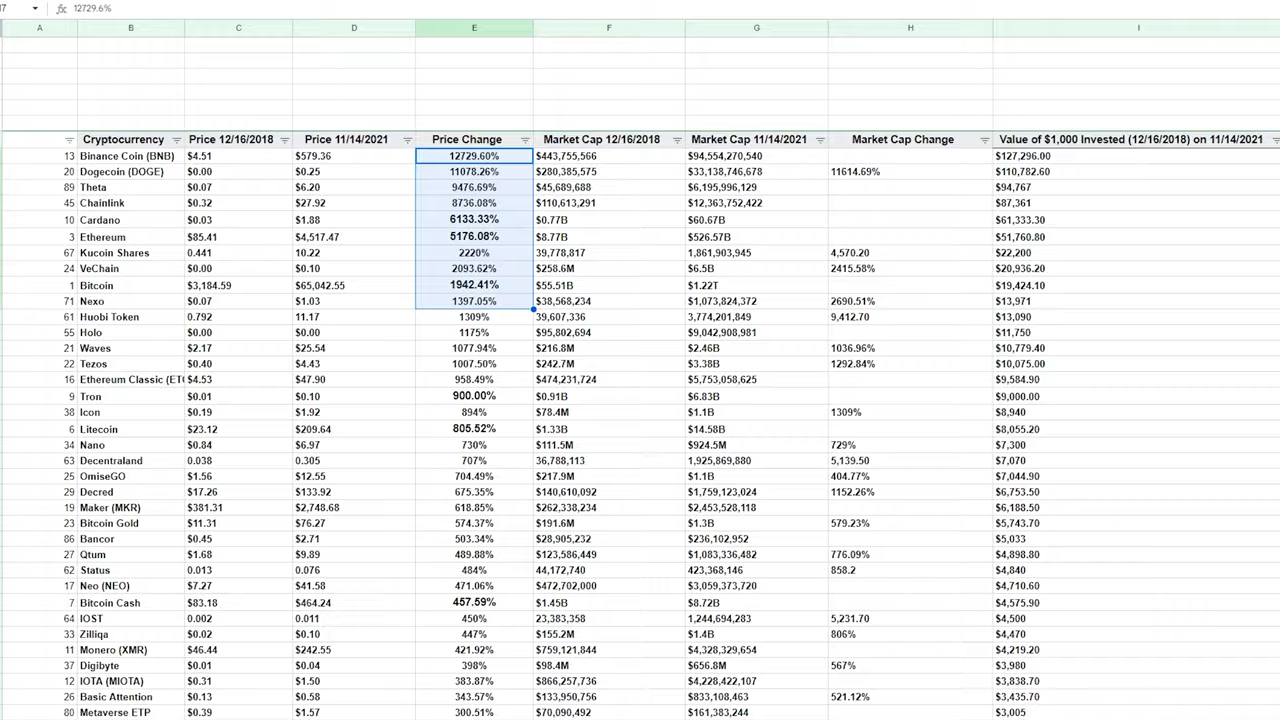 17 fx 12729.6%
A B C D E F G H I
Cryptocurrency Price 12/16/2018 Price 11/14/2021 Price Change Market Cap 12/16/2018 Market Cap 11/14/2021 Market Cap Change Value of $1,000 Invested (12/16/2018) on 11/14/2021
13 Binance Coin (BNB) $4.51 $579.36 12729.60% $443,755,566 $94,554,270,540 $127,296.00
20 Dogecoin (DOGE) $0.00 $0.25 11078.26% $280,385,575 $33,138,746,678 11614.69% $110,782.60
89 Theta $0.07 $6.20 9476.69% $45,689,688 $6,195,996,129 $94,767
45 Chainlink $0.32 $27.92 8736.08% $110,613,291 $12,363,752,422 $87,361
10 Cardano $0.03 $1.88 6133.33% $0.77B $60.67B $61,333.30
3 Ethereum $85.41 $4,517.47 5176.08% $8.77B $526.57B $51,760.80
67 Kucoin Shares 0.441 10.22 2220% 39,778,817 1,861,903,945 4,570.20 $22,200
24 VeChain $0.00 $0.10 2093.62% $258.6M $6.5B 2415.58% $20,936.20
1 Bitcoin $3,184.59 $65,042.55 1942.41% $55.51B $1.22T $19,424.10
71 Nexo $0.07 $1.03 1397.05% $38,568,234 $1,073,824,372 2690.51% $13,971
61 Huobi Token 0.792 11.17 1309% 39,607,336 3,774,201,849 9,412.70 $13,090
55 Holo $0.00 $0.00 1175% $95,802,694 $9,042,908,981 $11,750
21 Waves $2.17 $25.54 1077.94% $216.8M $2.46B 1036.96% $10,779.40
22 Tezos $0.40 $4.43 1007.50% $242.7M $3.38B 1292.84% $10,075.00
16 Ethereum Classic (ET $4.53 $47.90 958.49% $474,231,724 $5,753,058,625 $9,584.90
9 Tron $0.01 $0.10 900.00% $0.91B $6.83B $9,000.00
38 Icon $0.19 $1.92 894% $78.4M $1.1B 1309% $8,940
6 Litecoin $23.12 $209.64 805.52% $1.33B $14.58B $8,055.20
34 Nano $0.84 $6.97 730% $111.5M $924.5M 729% $7,300
63 Decentraland 0.038 0.305 707% 36,788,113 1,925,869,880 5,139.50 $7,070
25 OmiseGO $1.56 $12.55 704.49% $217.9M $1.1B 404.77% $7,044.90
29 Decred $17.26 $133.92 675.35% $140,610,092 $1,759,123,024 1152.26% $6,753.50
19 Maker (MKR) $381.31 $2,748.68 618.85% $262,338,234 $2,453,528,118 $6,188.50
23 Bitcoin Gold $11.31 $76.27 574.37% $191.6M $1.3B 579.23% $5,743.70
86 Bancor $0.45 $2.71 503.34% $28,905,232 $236,102,952 $5,033
27 Qtum $1.68 $9.89 489.88% $123,586,449 $1,083,336,482 776.09% $4,898.80
62 Status 0.013 0.076 484% 44,172,740 423,368,146 858.2 $4,840
17 Neo (NEO) $7.27 $41.58 471.06% $472,702,000 $3,059,373,720 $4,710.60
7 Bitcoin Cash $83.18 $464.24 457.59% $1.45B $8.72B $4,575.90
64 IOST 0.002 0.011 450% 23,383,358 1,244,694,283 5,231.70 $4,500
33 Zilliqa $0.02 $0.10 447% $155.2M $1.4B 806% $4,470
11 Monero (XMR) $46.44 $242.55 421.92% $759,121,844 $4,328,329,654 $4,219.20
37 Digibyte $0.01 $0.04 398% $98.4M $656.8M 567% $3,980
12 IOTA (MIOTA) $0.31 $1.50 383.87% $866,257,736 $4,228,422,107 $3,838.70
26 Basic Attention $0.13 $0.58 343.57% $133,950,756 $833,108,463 521.12% $3,435.70
80 Metaverse ETP $0.39 $1.57 300.51% $70,090,492 $161,383,244 $3,005